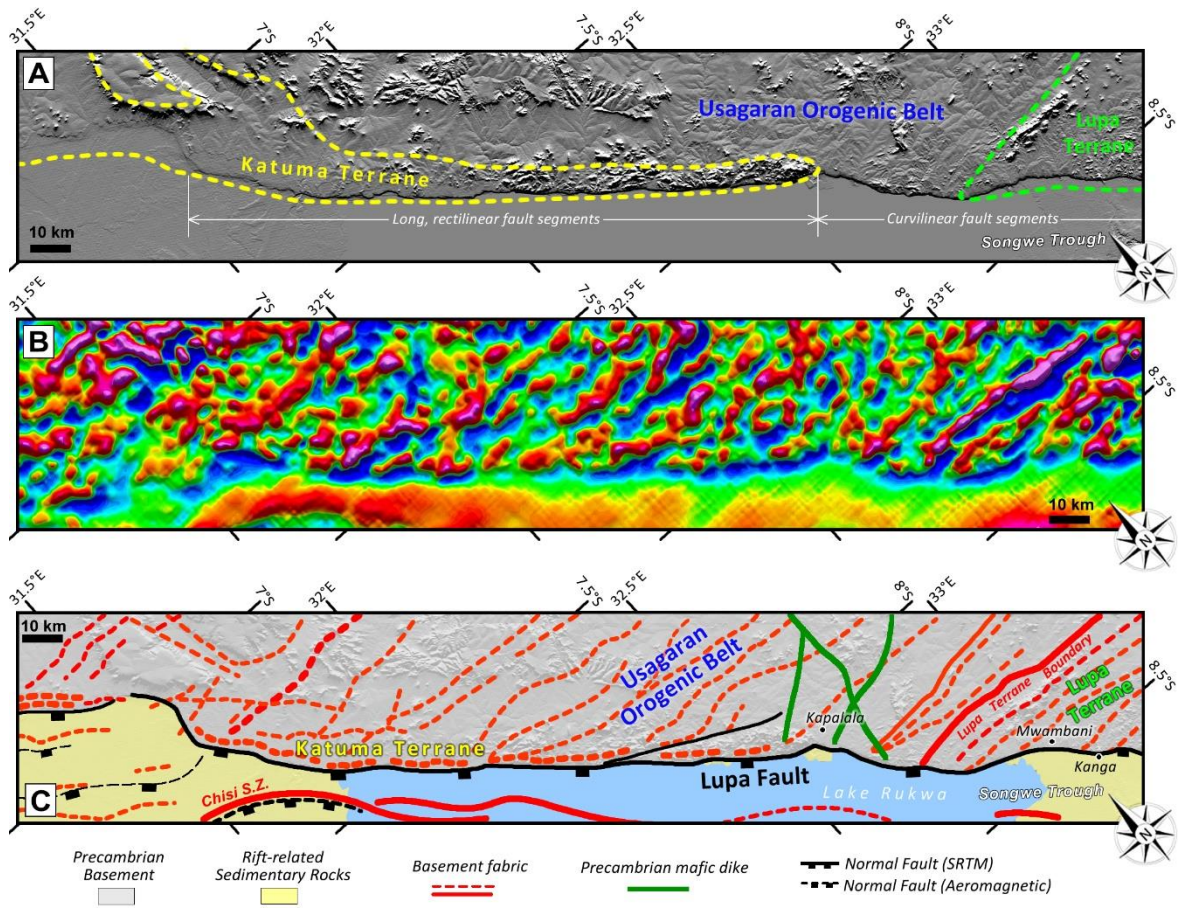 31.5°E 7°S 32°E 7.5°S 32.5°E 8°S 33°E
A
Usagaran Orogenic Belt
Lupa
Terrane
8.5°S
Katuma Terrane
Long, rectilinear fault segments
Curvilinear fault segments
10 km
Songwe Trough
N
31.5°E 7°S 32°E 7.5°S 32.5°E 8°S 33°E
B
8.5°S
10 km
N
31.5°E 7°S 32°E 7.5°S 32.5°E 8°S 33°E
10 km
Usagaran
Orogenic Belt
Lupa Terrane Boundary
Lupa
Terrane
8.5°S
Kapalala
Mwambani
Katuma Terrane
Kanga
Lupa Fault
Chisi S.Z.
Lake Rukwa
Songwe Trough
C
N
Precambrian
Basement
Rift-related
Sedimentary Rocks
Basement fabric
Precambrian mafic dike
Normal Fault (SRTM)
Normal Fault (Aeromagnetic)